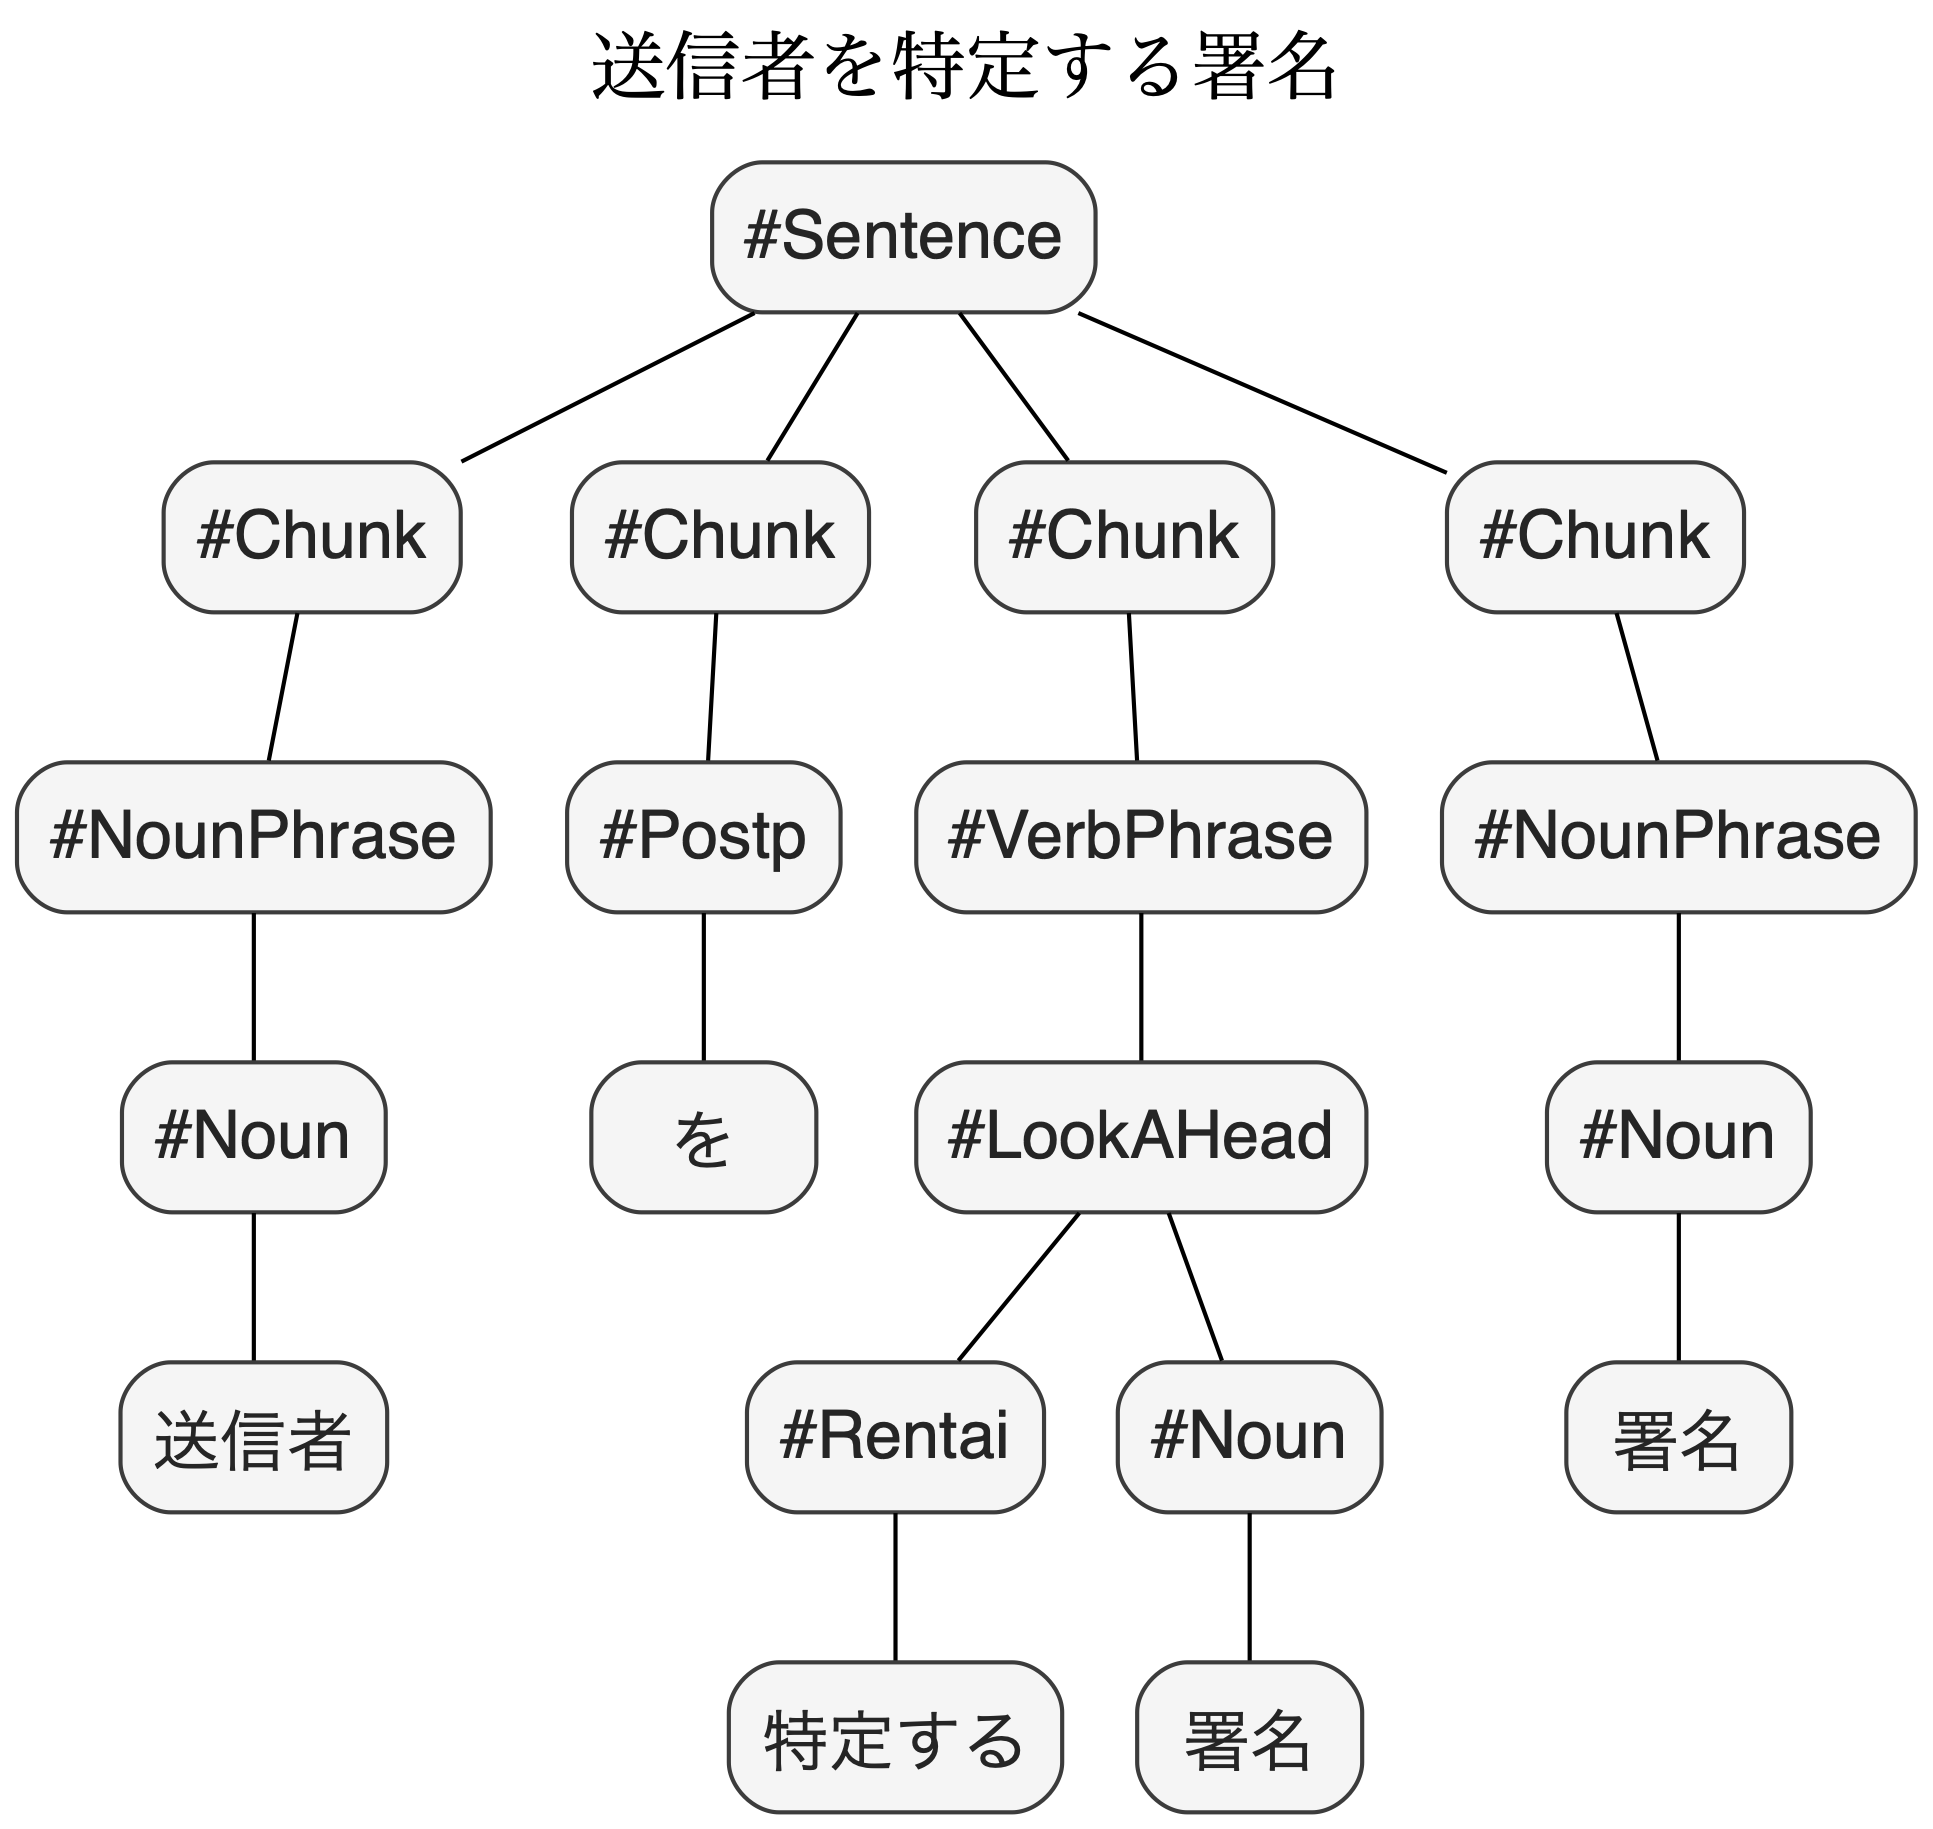 送信者を特定する署名
#Sentence
#Chunk #Chunk #Chunk #Chunk
#NounPhrase #Postp #VerbPhrase #NounPhrase
#Noun を #LookAHead #Noun
送信者 #Rentai #Noun 署名
特定する 署名